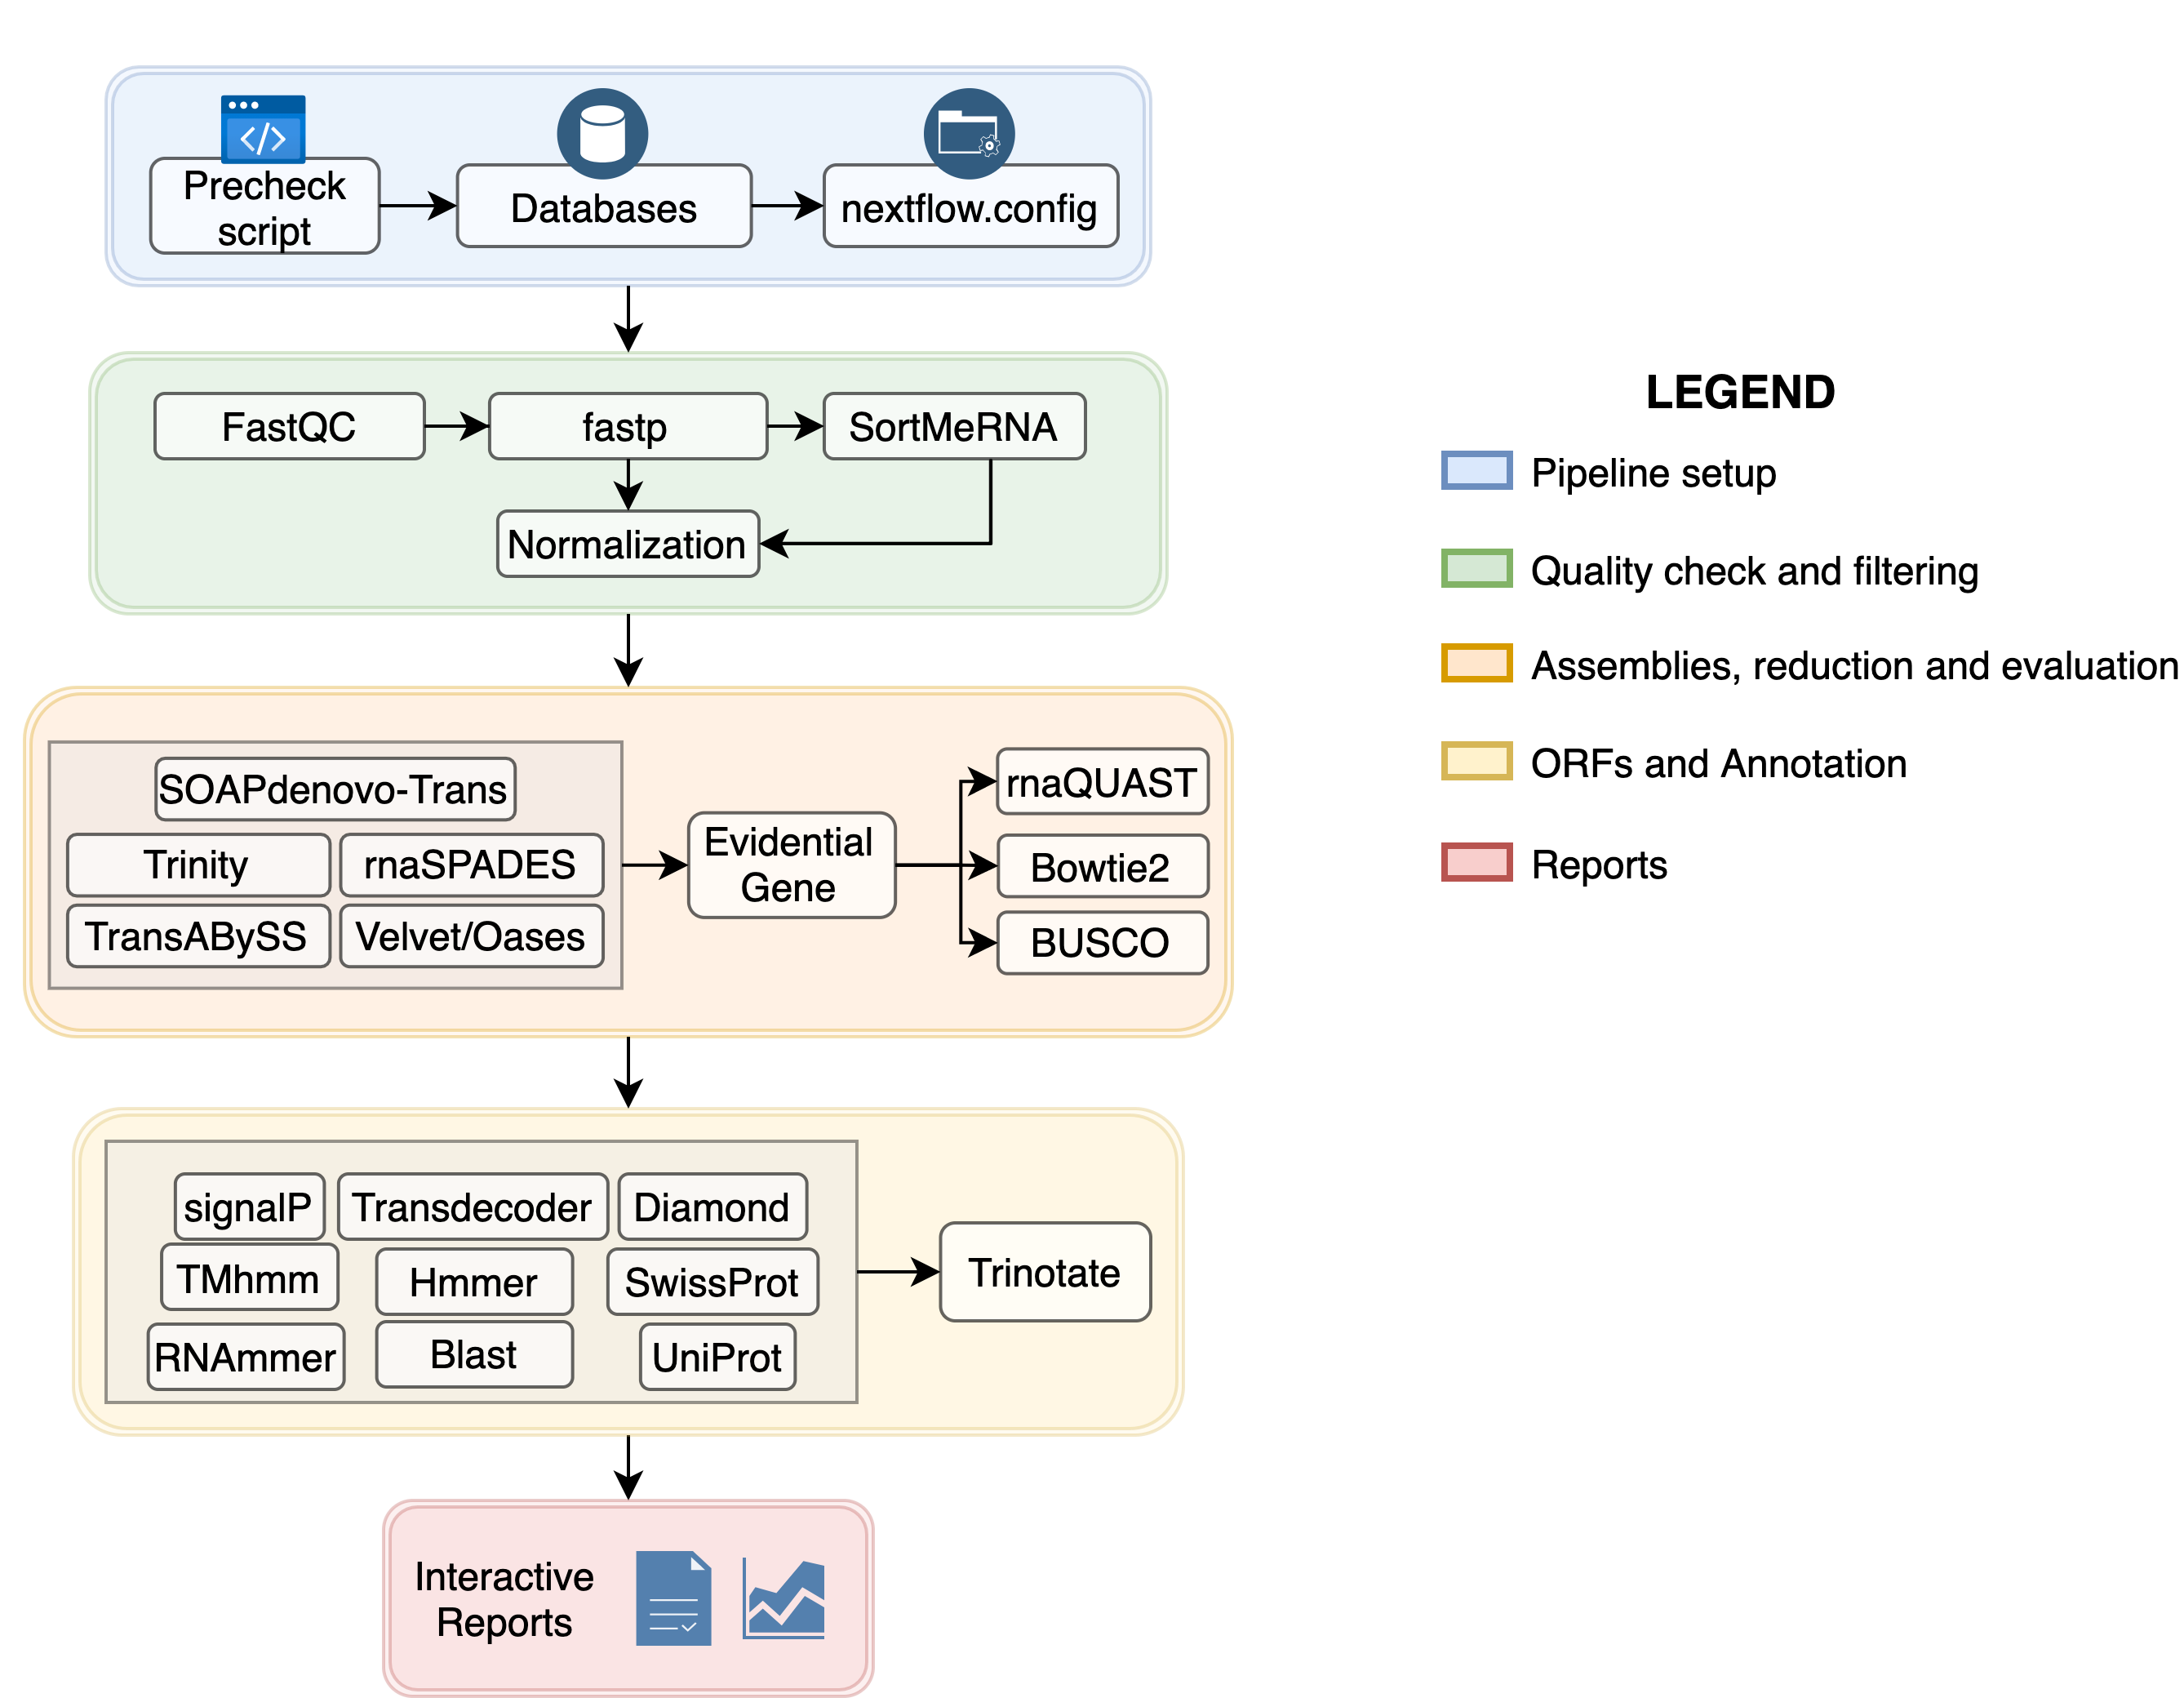 Precheck
script
Databases
nextflow.config
FastQC
fastp
SortMeRNA
Normalization
LEGEND
Pipeline setup
Quality check and filtering
Assemblies, reduction and evaluation
ORFs and Annotation
Reports
SOAPdenovo-Trans
Trinity
rnaSPADES
TransABySS
Velvet/Oases
Evidential
Gene
rnaQUAST
Bowtie2
BUSCO
signalP
Transdecoder
Diamond
TMhmm
Hmmer
SwissProt
RNAmmer
Blast
UniProt
Trinotate
Interactive
Reports